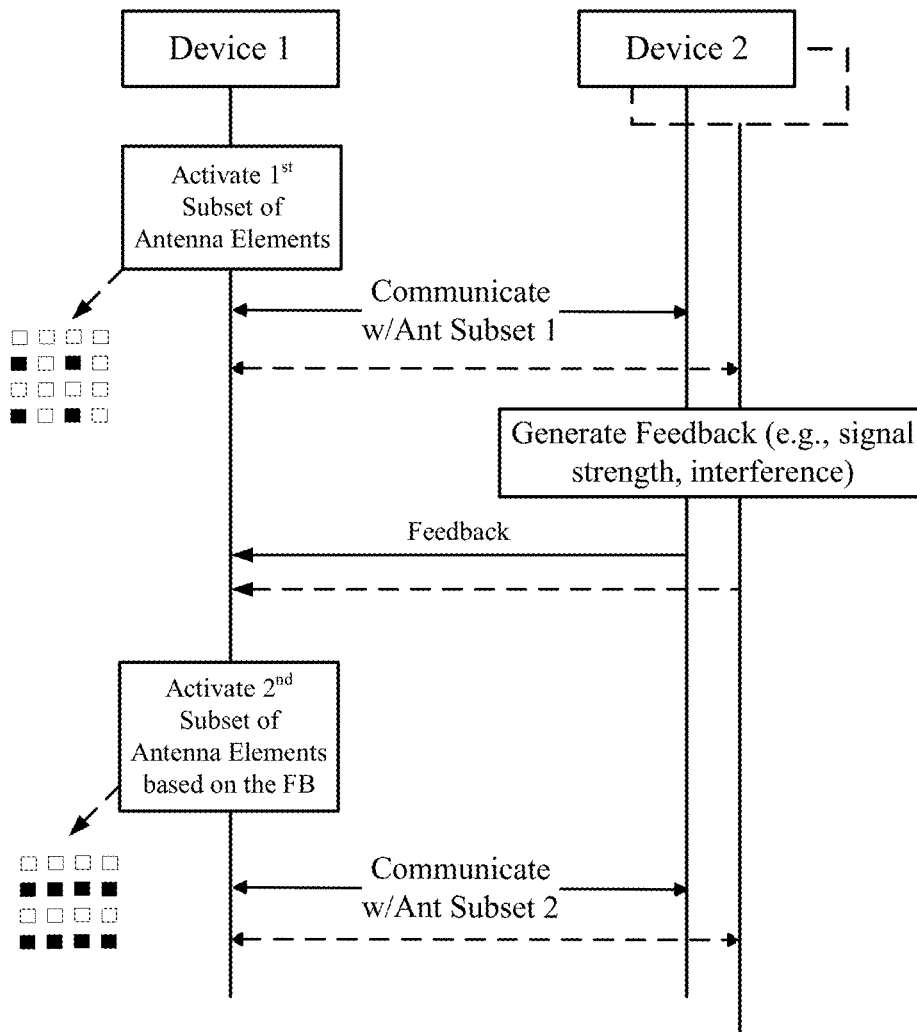 Device 1
Device 2
Activate 1st
Subset of
Antenna Elements
Communicate
w/Ant Subset 1
Generate Feedback (e.g., signal
strength, interference)
Feedback
Activate 2nd
Subset of
Antenna Elements
based on the FB
Communicate
w/Ant Subset 2